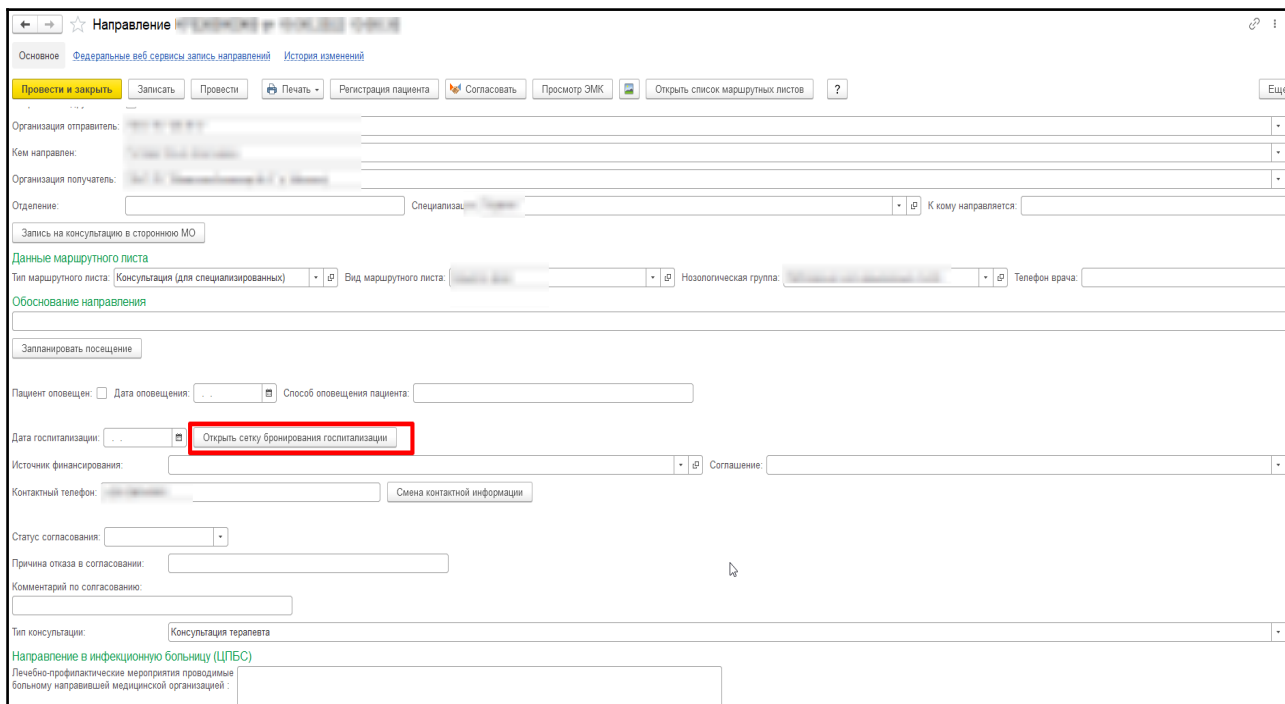 Направление
Основное Федеральные веб сервисы запись направлений История изменений
Провести и закрыть Записать Провести Печать Регистрация пациента Согласовать Просмотр ЭМК Открыть список маршрутных листов ? Ещё
Организация отправитель:
Кем направлен:
Организация получатель:
Отделение: Специализация: К кому направляется:
Запись на консультацию в стороннюю МО
Данные маршрутного листа
Тип маршрутного листа: Консультация (для специализированных) Вид маршрутного листа: Нозологическая группа: Телефон врача:
Обоснование направления
Запланировать посещение
Пациент оповещен: Дата оповещения: . . Способ оповещения пациента:
Дата госпитализации: . . Открыть сетку бронирования госпитализации
Источник финансирования: Соглашение:
Контактный телефон: Смена контактной информации
Статус согласования:
Причина отказа в согласовании:
Комментарий по солгасованию:
Тип консультации: Консультация терапевта
Направление в инфекционную больницу (ЦПБС)
Лечебно-профилактические мероприятия проводимые
больному направившей медицинской организацией :